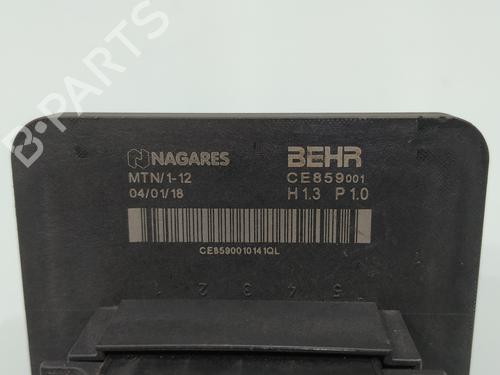 B-PARTS
NAGARES BEHR
MTN/1-12 CE859001
04/01/18 H1.3 P1.0
CE8590010141QL
1 2 3 4 5